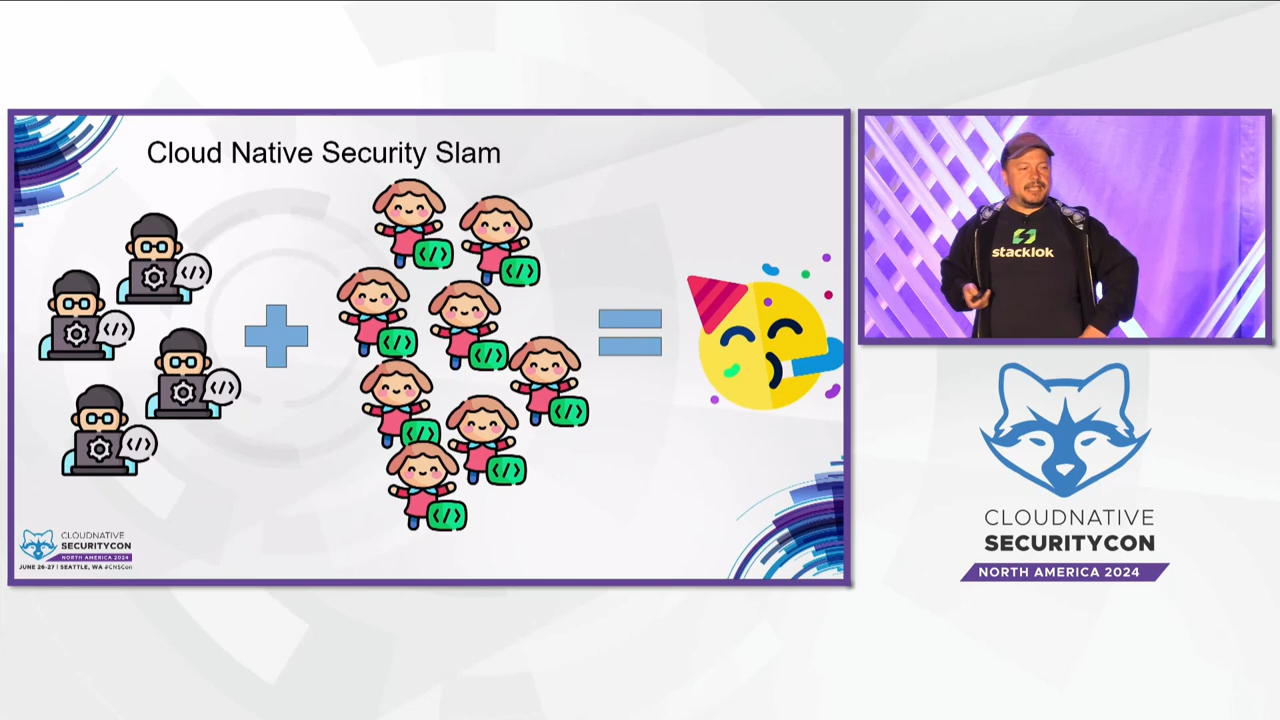 Cloud Native Security Slam
</>
</>
</>
</>
</>
</>
</>
</>
</>
</>
</>
</>
CLOUDNATIVE
SECURITYCON
NORTH AMERICA 2024
JUNE 26-27 | SEATTLE, WA #CNSCon
stacklok
CLOUDNATIVE
SECURITYCON
NORTH AMERICA 2024